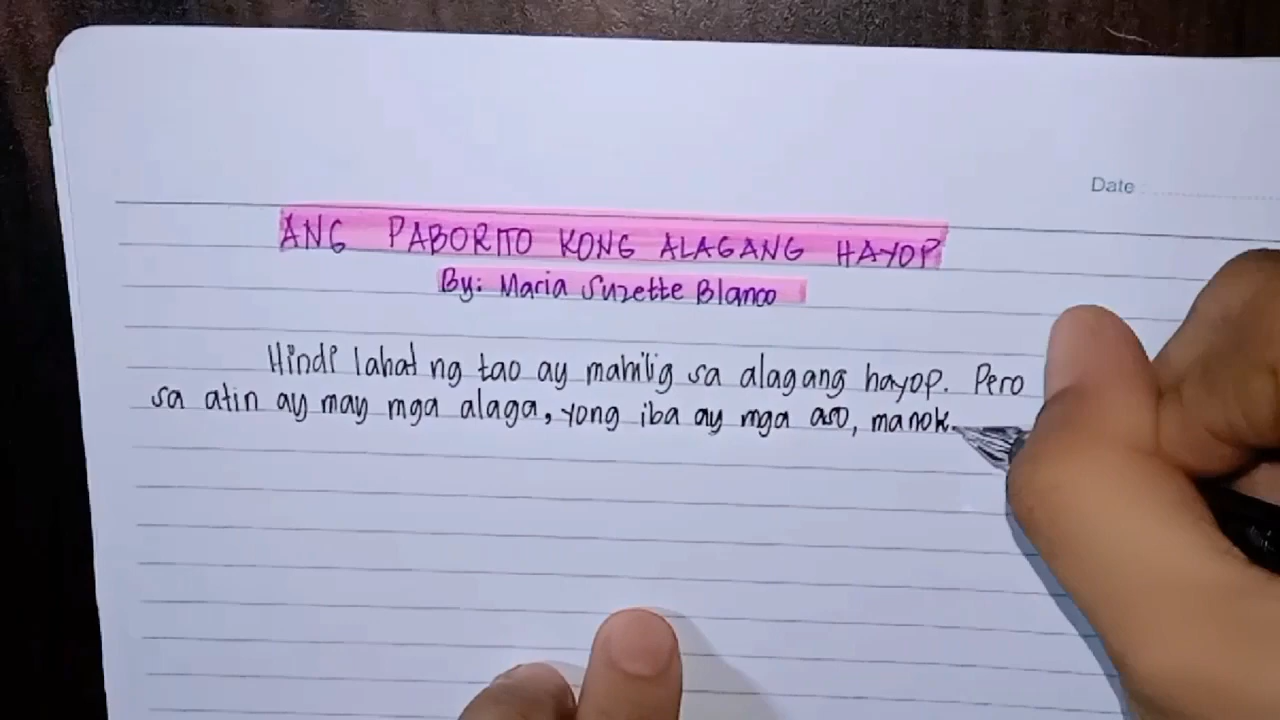 Date
ANG PABORITO KONG ALAGANG HAYOP
By: Maria Suzette Blanco
Hindi lahat ng tao ay mahilig sa alagang hayop. Pero
sa atin ay may mga alaga, yong iba ay mga aso, manok